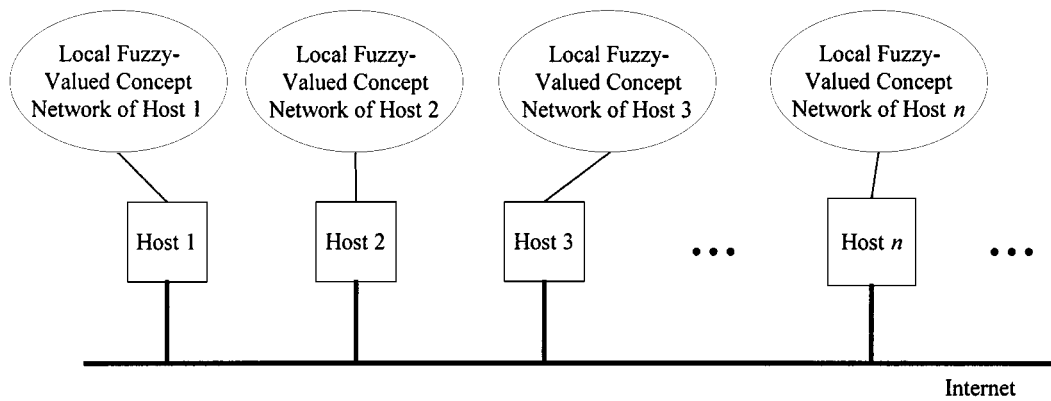 Local Fuzzy-
Valued Concept
Network of Host 1
Local Fuzzy-
Valued Concept
Network of Host 2
Local Fuzzy-
Valued Concept
Network of Host 3
Local Fuzzy-
Valued Concept
Network of Host n
Host 1
Host 2
Host 3
...
Host n
...
Internet